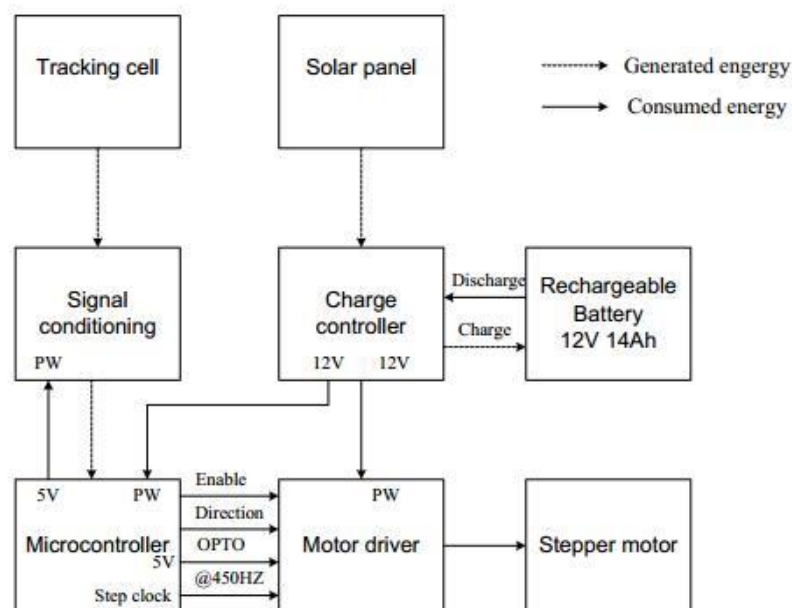 Tracking cell
Solar panel
Generated engergy
Consumed energy
Signal
conditioning
PW
Charge
controller
12V 12V
Discharge
Charge
Rechargeable
Battery
12V 14Ah
5V PW
Microcontroller
5V
Step clock
Enable
Direction
OPTO
@450HZ
PW
Motor driver
Stepper motor